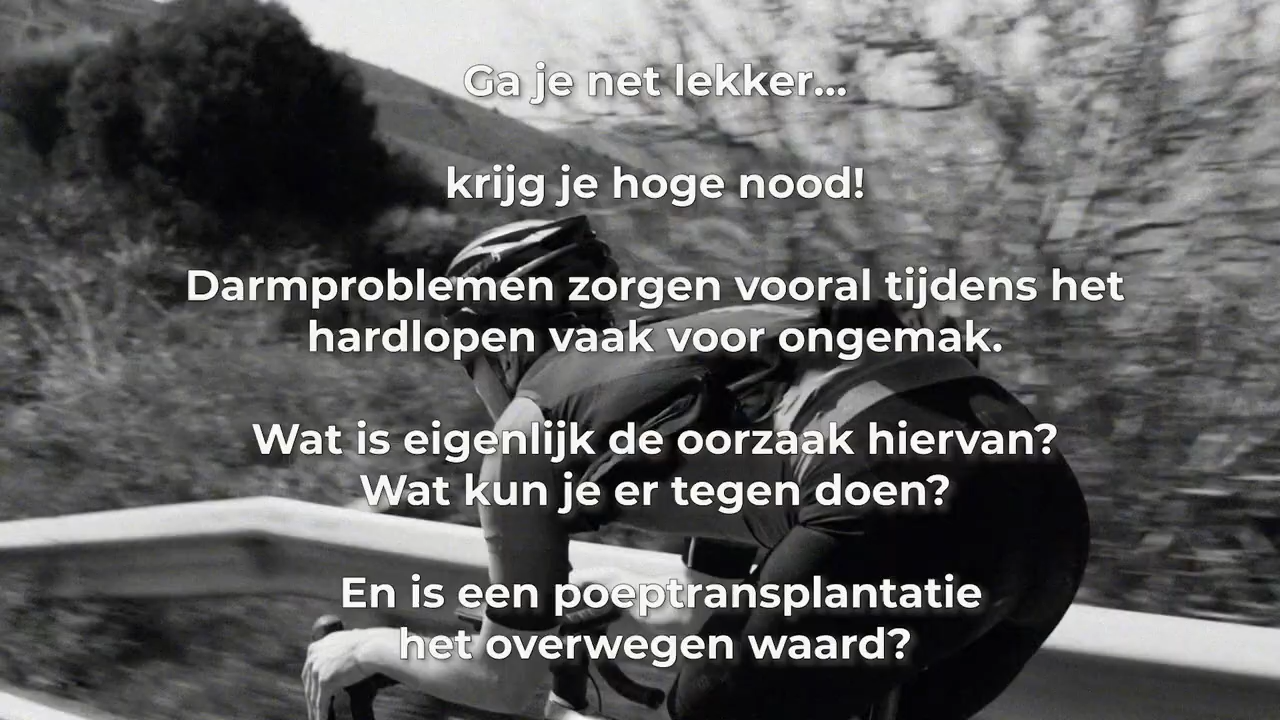 Ga je net lekker...
krijg je hoge nood!
Darmproblemen zorgen vooral tijdens het
hardlopen vaak voor ongemak.
Wat is eigenlijk de oorzaak hiervan?
Wat kun je er tegen doen?
En is een poeptransplantatie
het overwegen waard?